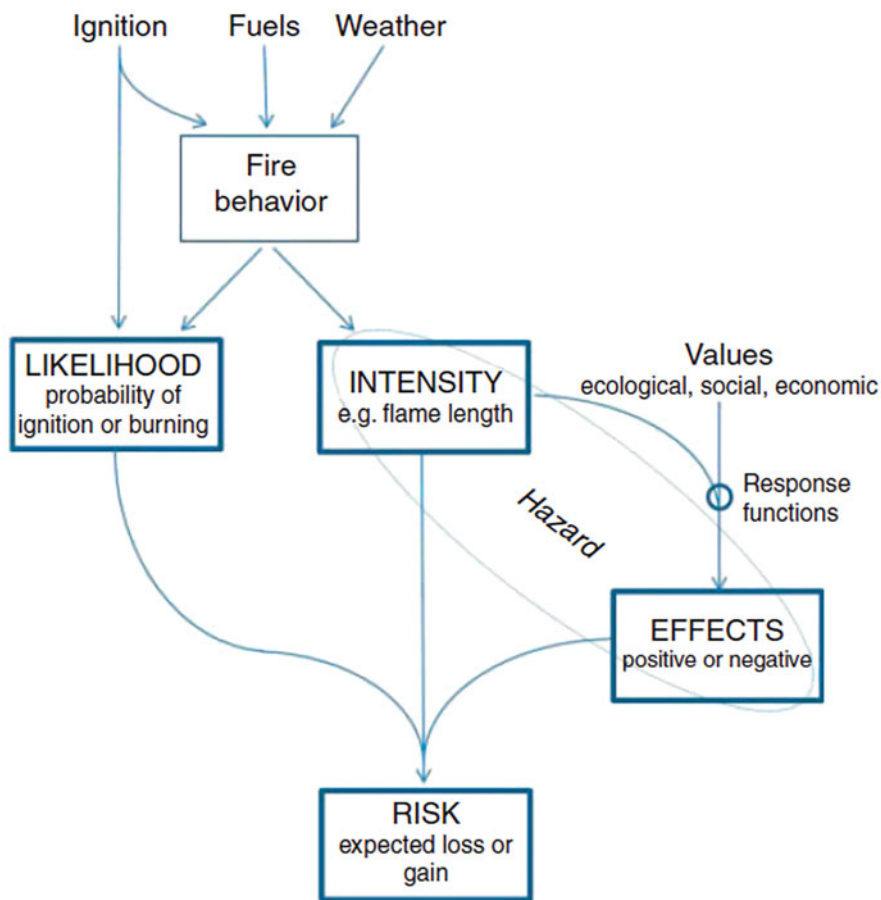 Ignition Fuels Weather
Fire
behavior
LIKELIHOOD
probability of
ignition or burning
INTENSITY
e.g. flame length
Values
ecological, social, economic
Hazard
Response
functions
EFFECTS
positive or negative
RISK
expected loss or
gain